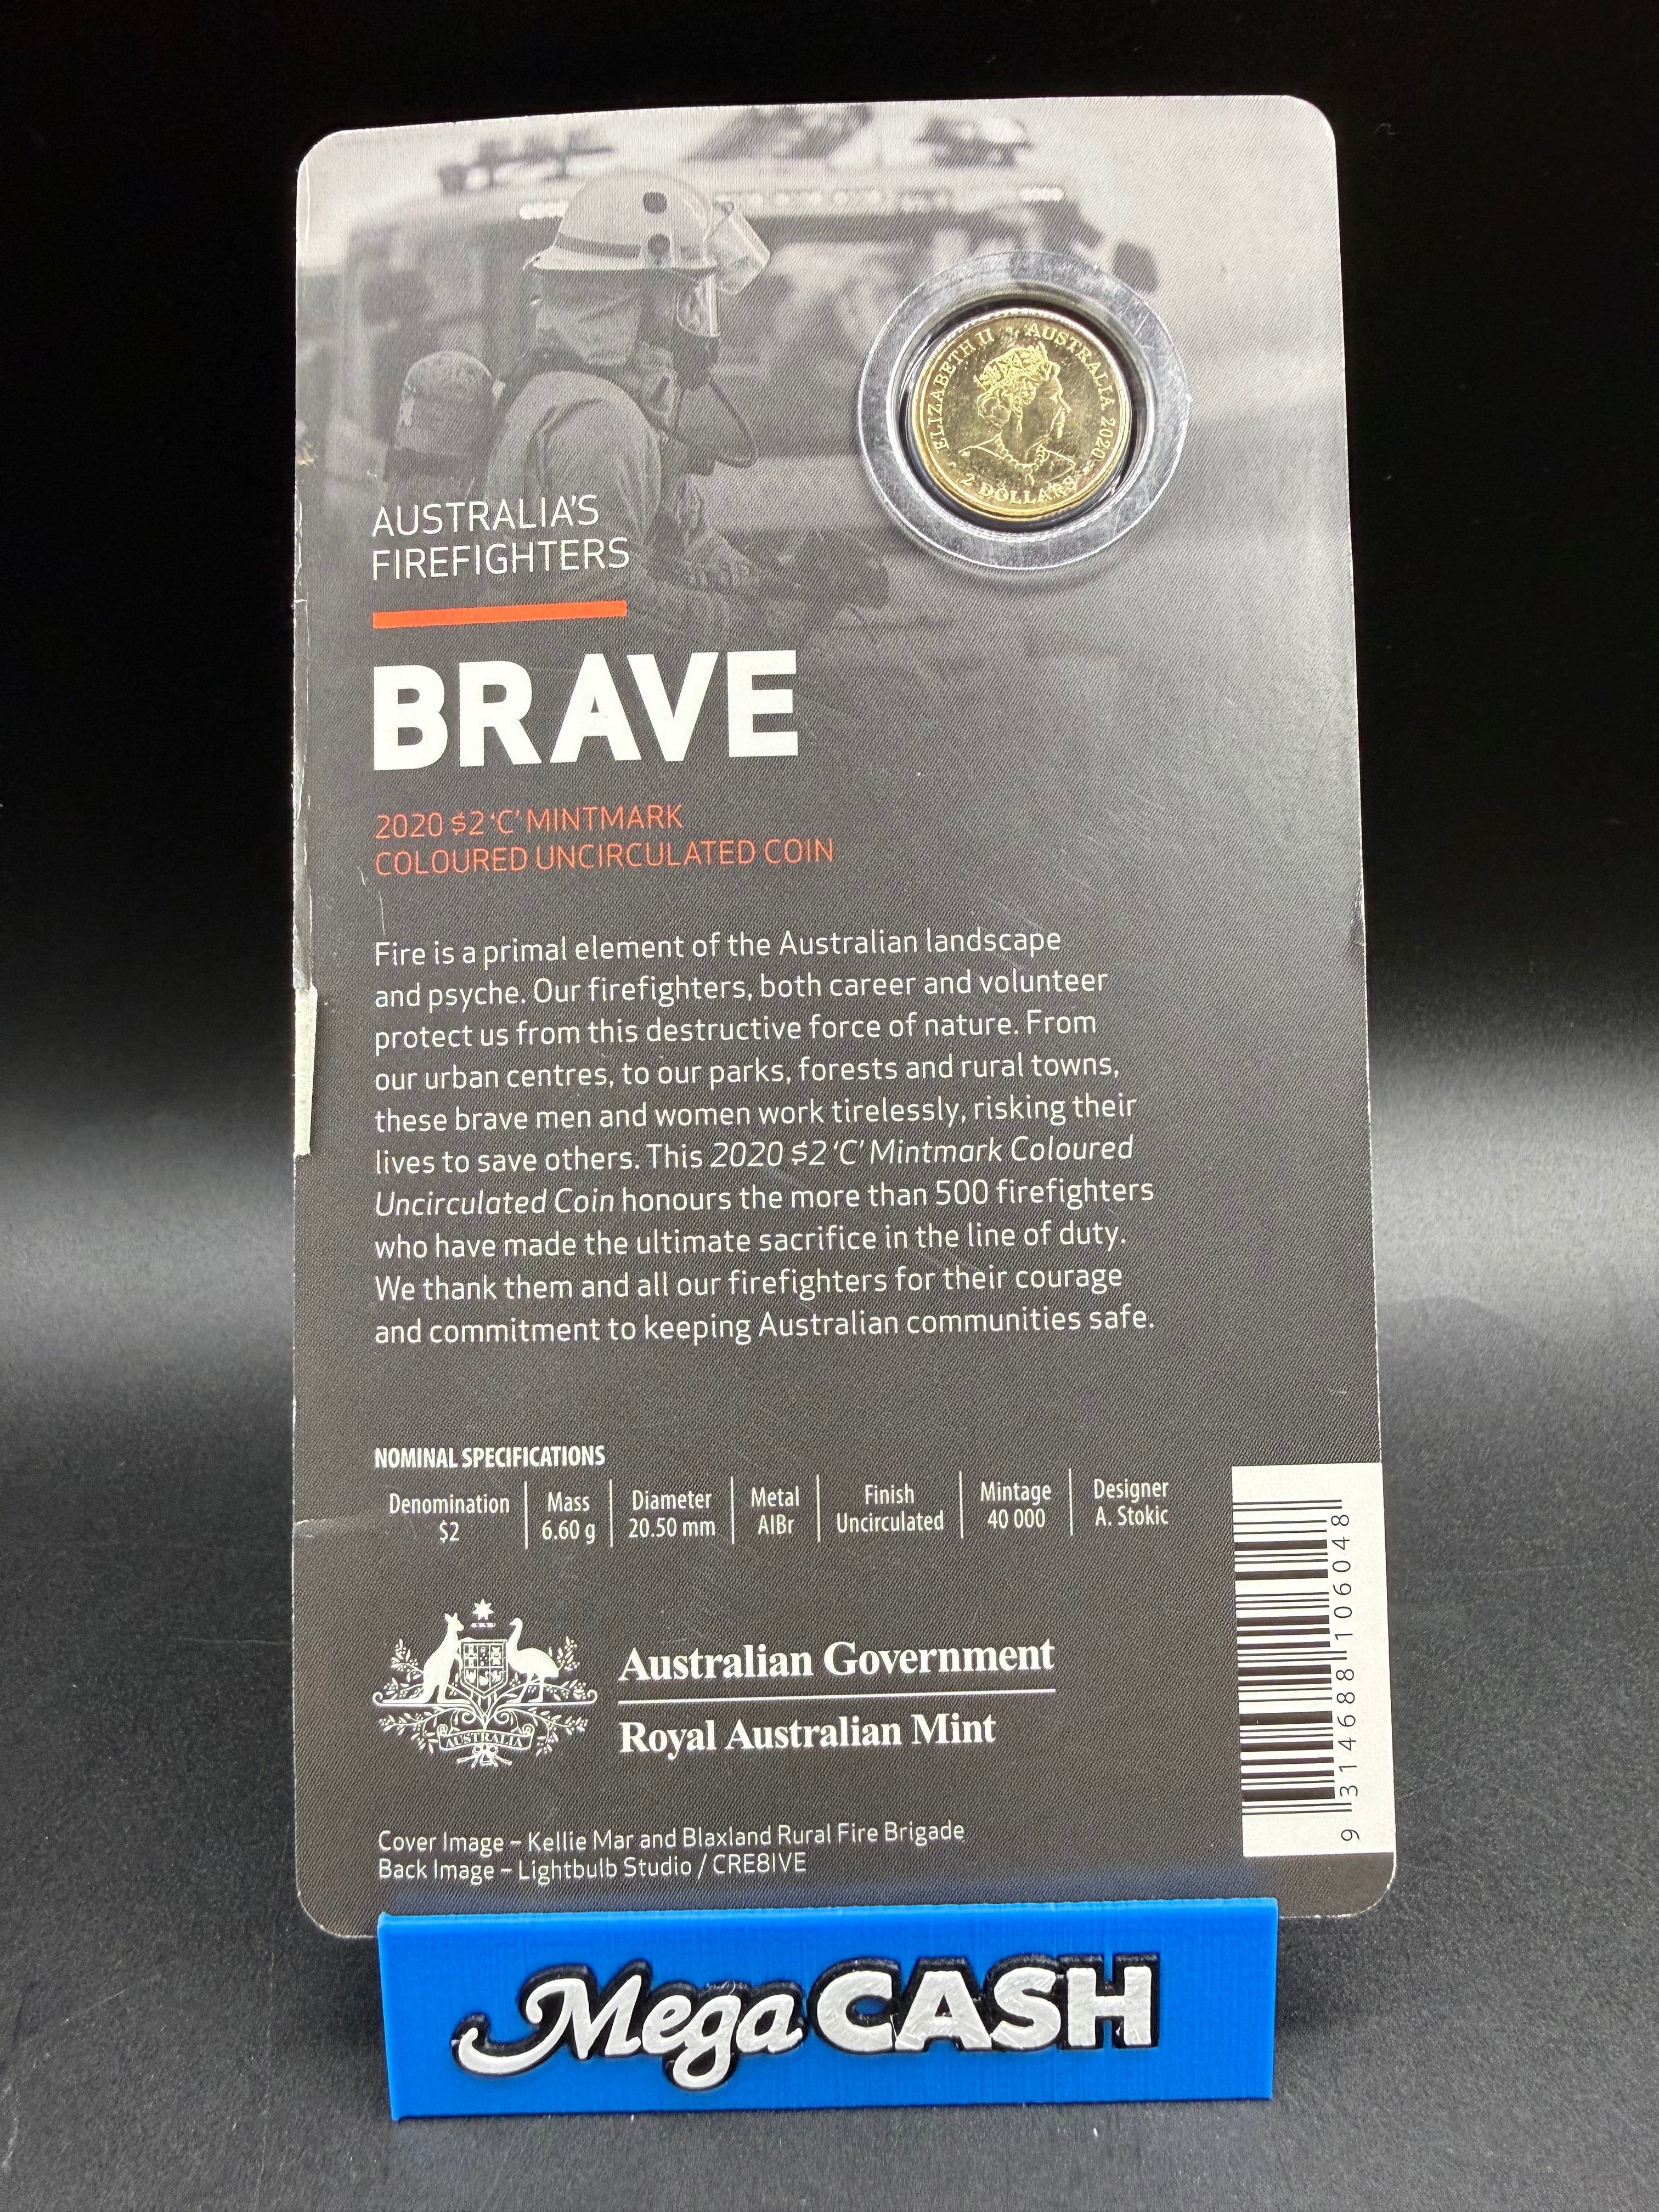 ELIZABETH II AUSTRALIA 2020
2 DOLLARS
AUSTRALIA'S
FIREFIGHTERS
BRAVE
2020 $2 'C' MINTMARK
COLOURED UNCIRCULATED COIN
Fire is a primal element of the Australian landscape
and psyche. Our firefighters, both career and volunteer
protect us from this destructive force of nature. From
our urban centres, to our parks, forests and rural towns,
these brave men and women work tirelessly, risking their
lives to save others. This 2020 $2 'C' Mintmark Coloured
Uncirculated Coin honours the more than 500 firefighters
who have made the ultimate sacrifice in the line of duty.
We thank them and all our firefighters for their courage
and commitment to keeping Australian communities safe.
NOMINAL SPECIFICATIONS
Denomination Mass Diameter Metal Finish Mintage Designer
$2 6.60 g 20.50 mm AlBr Uncirculated 40 000 A. Stokic
AUSTRALIA
Australian Government
Royal Australian Mint
9 314688 106048
Cover Image – Kellie Mar and Blaxland Rural Fire Brigade
Back Image – Lightbulb Studio / CRE8IVE
Mega CASH